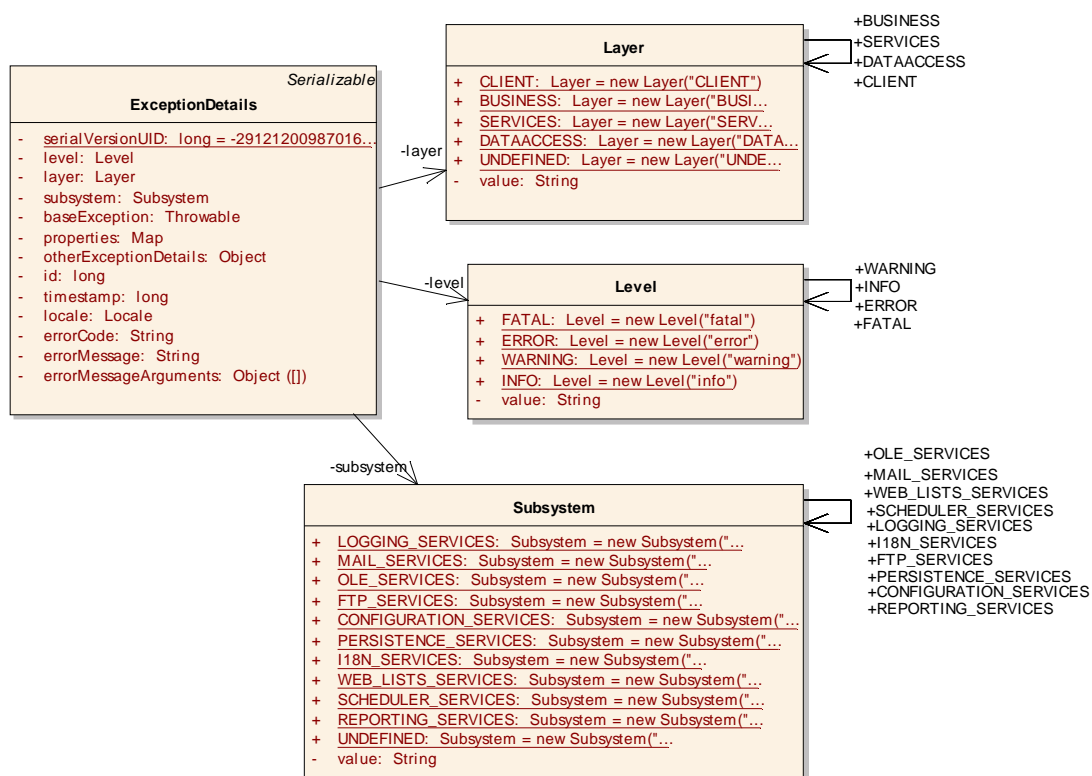 Serializable
ExceptionDetails
- serialVersionUID: long = -29121200987016...
- level: Level
- layer: Layer
- subsystem: Subsystem
- baseException: Throwable
- properties: Map
- otherExceptionDetails: Object
- id: long
- timestamp: long
- locale: Locale
- errorCode: String
- errorMessage: String
- errorMessageArguments: Object ([])
-layer
Layer
+ CLIENT: Layer = new Layer("CLIENT")
+ BUSINESS: Layer = new Layer("BUSI...
+ SERVICES: Layer = new Layer("SERV...
+ DATAACCESS: Layer = new Layer("DATA...
+ UNDEFINED: Layer = new Layer("UNDE...
- value: String
+BUSINESS
+SERVICES
+DATAACCESS
+CLIENT
-level
Level
+ FATAL: Level = new Level("fatal")
+ ERROR: Level = new Level("error")
+ WARNING: Level = new Level("warning")
+ INFO: Level = new Level("info")
- value: String
+WARNING
+INFO
+ERROR
+FATAL
-subsystem
Subsystem
+ LOGGING_SERVICES: Subsystem = new Subsystem("...
+ MAIL_SERVICES: Subsystem = new Subsystem("...
+ OLE_SERVICES: Subsystem = new Subsystem("...
+ FTP_SERVICES: Subsystem = new Subsystem("...
+ CONFIGURATION_SERVICES: Subsystem = new Subsystem("...
+ PERSISTENCE_SERVICES: Subsystem = new Subsystem("...
+ I18N_SERVICES: Subsystem = new Subsystem("...
+ WEB_LISTS_SERVICES: Subsystem = new Subsystem("...
+ SCHEDULER_SERVICES: Subsystem = new Subsystem("...
+ REPORTING_SERVICES: Subsystem = new Subsystem("...
+ UNDEFINED: Subsystem = new Subsystem("...
- value: String
+OLE_SERVICES
+MAIL_SERVICES
+WEB_LISTS_SERVICES
+SCHEDULER_SERVICES
+LOGGING_SERVICES
+I18N_SERVICES
+FTP_SERVICES
+PERSISTENCE_SERVICES
+CONFIGURATION_SERVICES
+REPORTING_SERVICES